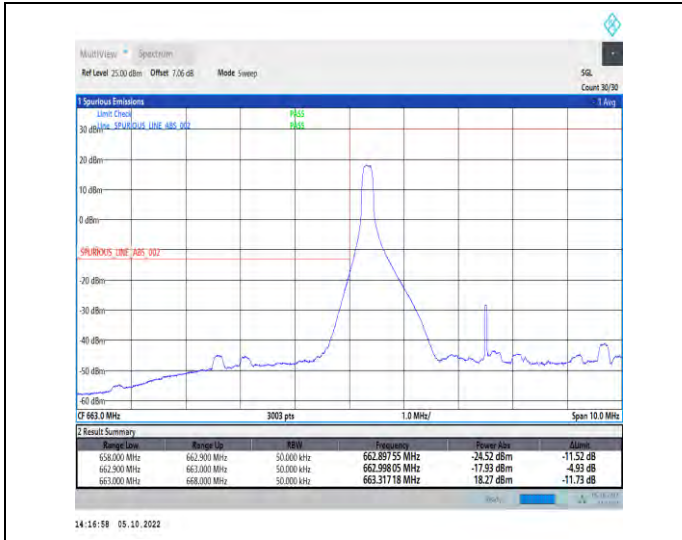 MultiView Spectrum
Ref Level 25.00 dBm Offset 7.06 dB Mode Sweep SGL
Count 30/30
1 Spurious Emissions 1 Avg
Limit Check PASS
Line SPURIOUS_LINE_ABS_002 PASS
30 dBm
20 dBm
10 dBm
0 dBm
SPURIOUS_LINE_ABS_002
-20 dBm
-30 dBm
-40 dBm
-50 dBm
-60 dBm
CF 663.0 MHz 3003 pts 1.0 MHz/ Span 10.0 MHz
2 Result Summary
Range Low Range Up RBW Frequency Power Abs ΔLimit
658.000 MHz 662.900 MHz 50.000 kHz 662.89755 MHz -24.52 dBm -11.52 dB
662.900 MHz 663.000 MHz 50.000 kHz 662.99805 MHz -17.93 dBm -4.93 dB
663.000 MHz 668.000 MHz 50.000 kHz 663.31718 MHz 18.27 dBm -11.73 dB
14:16:58 05.10.2022